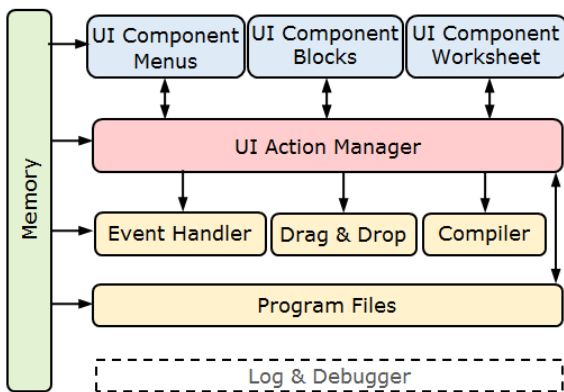 UI Component
Menus
UI Component
Blocks
UI Component
Worksheet
UI Action Manager
Memory
Event Handler
Drag & Drop
Compiler
Program Files
Log & Debugger